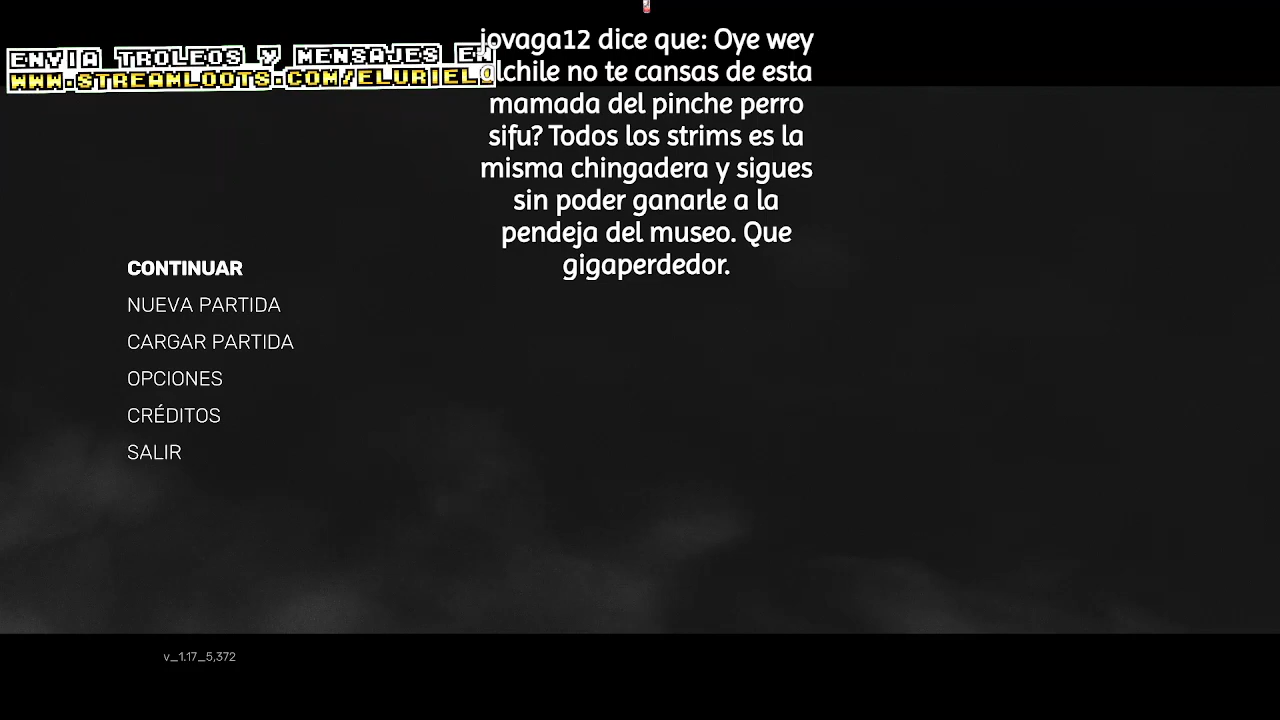 ENVIA TROLEOS Y MENSAJES EN
WWW.STREAMLOOTS.COM/ELURIEL
jovaga12 dice que: Oye wey
alchile no te cansas de esta
mamada del pinche perro
sifu? Todos los strims es la
misma chingadera y sigues
sin poder ganarle a la
pendeja del museo. Que
gigaperdedor.
CONTINUAR
NUEVA PARTIDA
CARGAR PARTIDA
OPCIONES
CRÉDITOS
SALIR
v_1.17_5,372